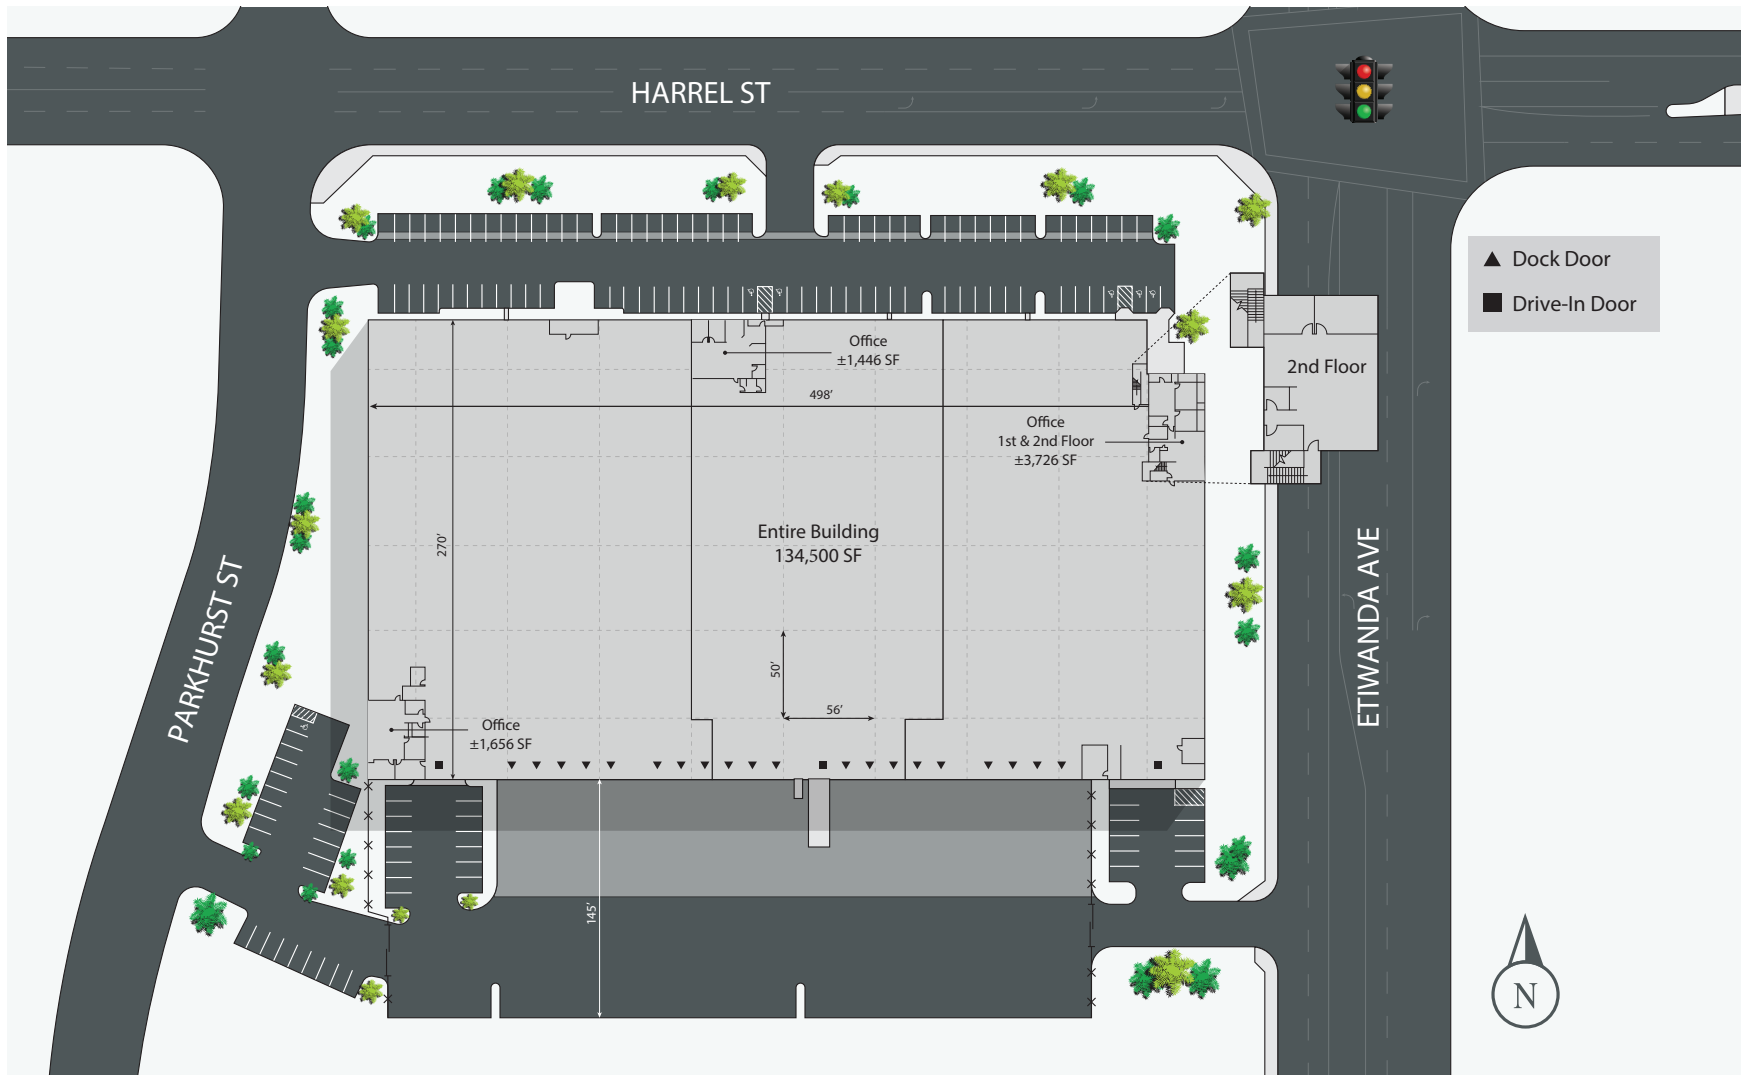 HARREL ST
Dock Door
Drive-In Door
Office
±1,446 SF
2nd Floor
498’
Office
1st & 2nd Floor
±3,726 SF
Entire Building
134,500 SF
270’
PARKHURST ST
ETIWANDA AVE
50’
56’
Office
±1,656 SF
145’
N